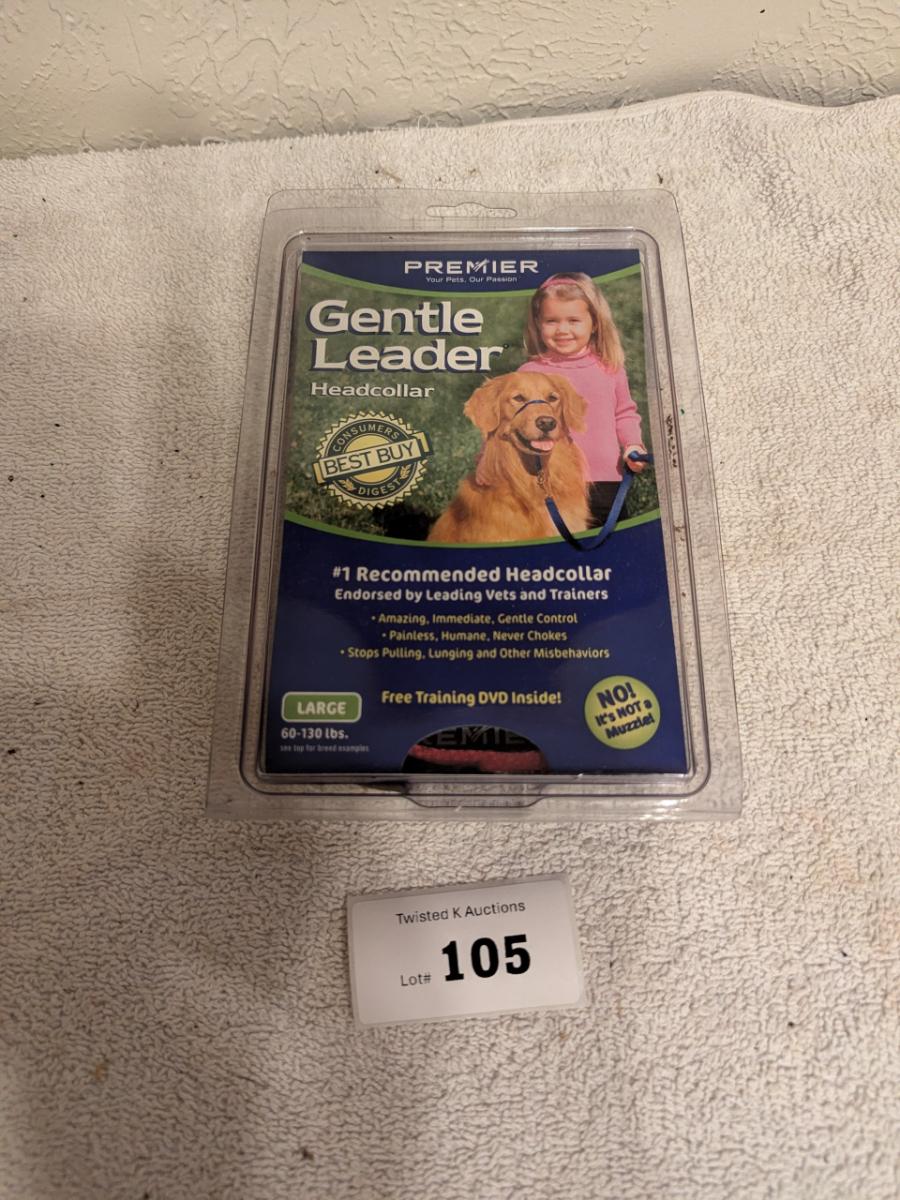 PREMIER
Your Pets, Our Passion
Gentle
Leader
Headcollar
CONSUMERS
BEST BUY
DIGEST
#1 Recommended Headcollar
Endorsed by Leading Vets and Trainers
• Amazing, Immediate, Gentle Control
• Painless, Humane, Never Chokes
• Stops Pulling, Lunging and Other Misbehaviors
Free Training DVD Inside!
LARGE
60-130 lbs.
see top for breed examples
NO!
It's NOT a
Muzzle!
PREMIER
Twisted K Auctions
Lot# 105